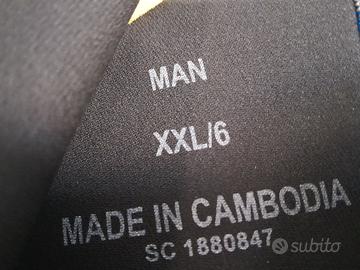 MAN
XXL/6
MADE IN CAMBODIA
SC 1880847
subito